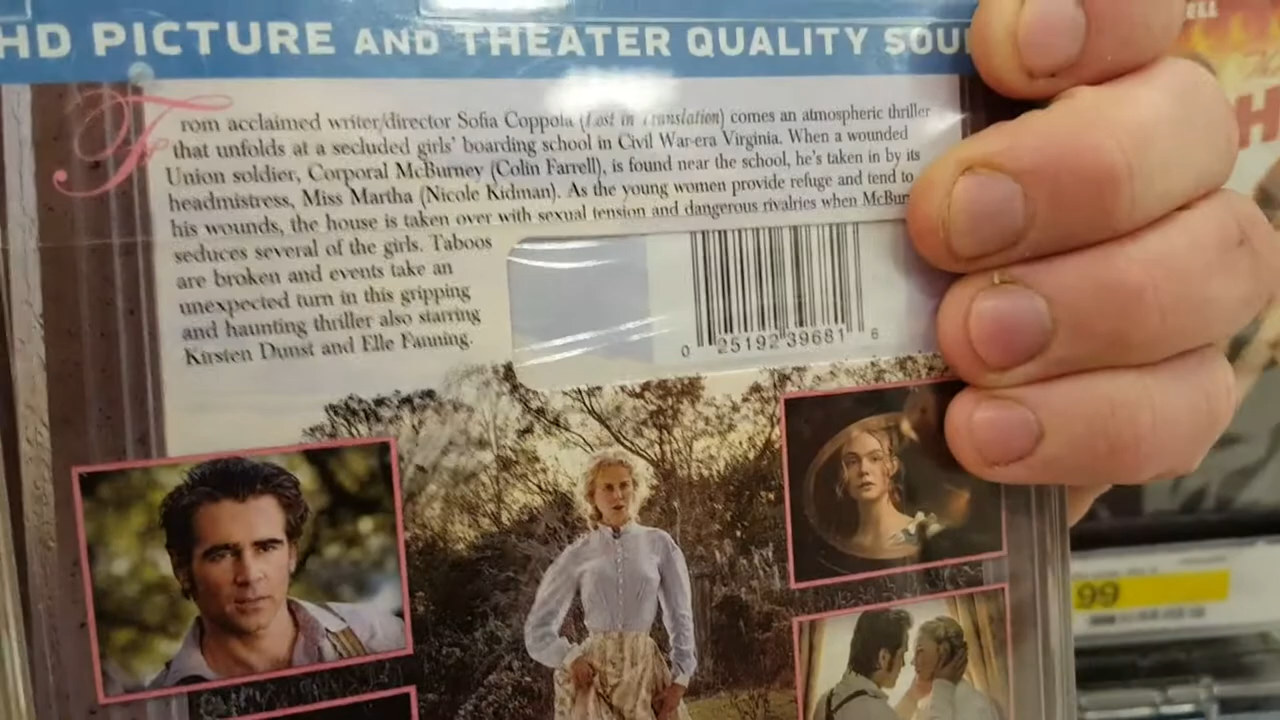 HD PICTURE AND THEATER QUALITY SOU
From acclaimed writer/director Sofia Coppola (Lost in Translation) comes an atmospheric thriller
that unfolds at a secluded girls' boarding school in Civil War-era Virginia. When a wounded
Union soldier, Corporal McBurney (Colin Farrell), is found near the school, he's taken in by its
headmistress, Miss Martha (Nicole Kidman). As the young women provide refuge and tend to
his wounds, the house is taken over with sexual tension and dangerous rivalries when McBur
seduces several of the girls. Taboos
are broken and events take an
unexpected turn in this gripping
and haunting thriller also starring
Kirsten Dunst and Elle Fanning.
0 25192 39681 6
ELL
H
99